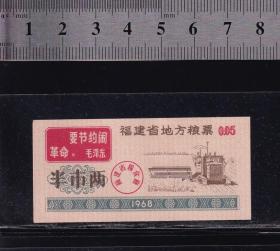 1 2 3 4 5 6 7 8 9
要节约闹
革命。 毛泽东
福建省地方粮票 0.05
半市两
1968